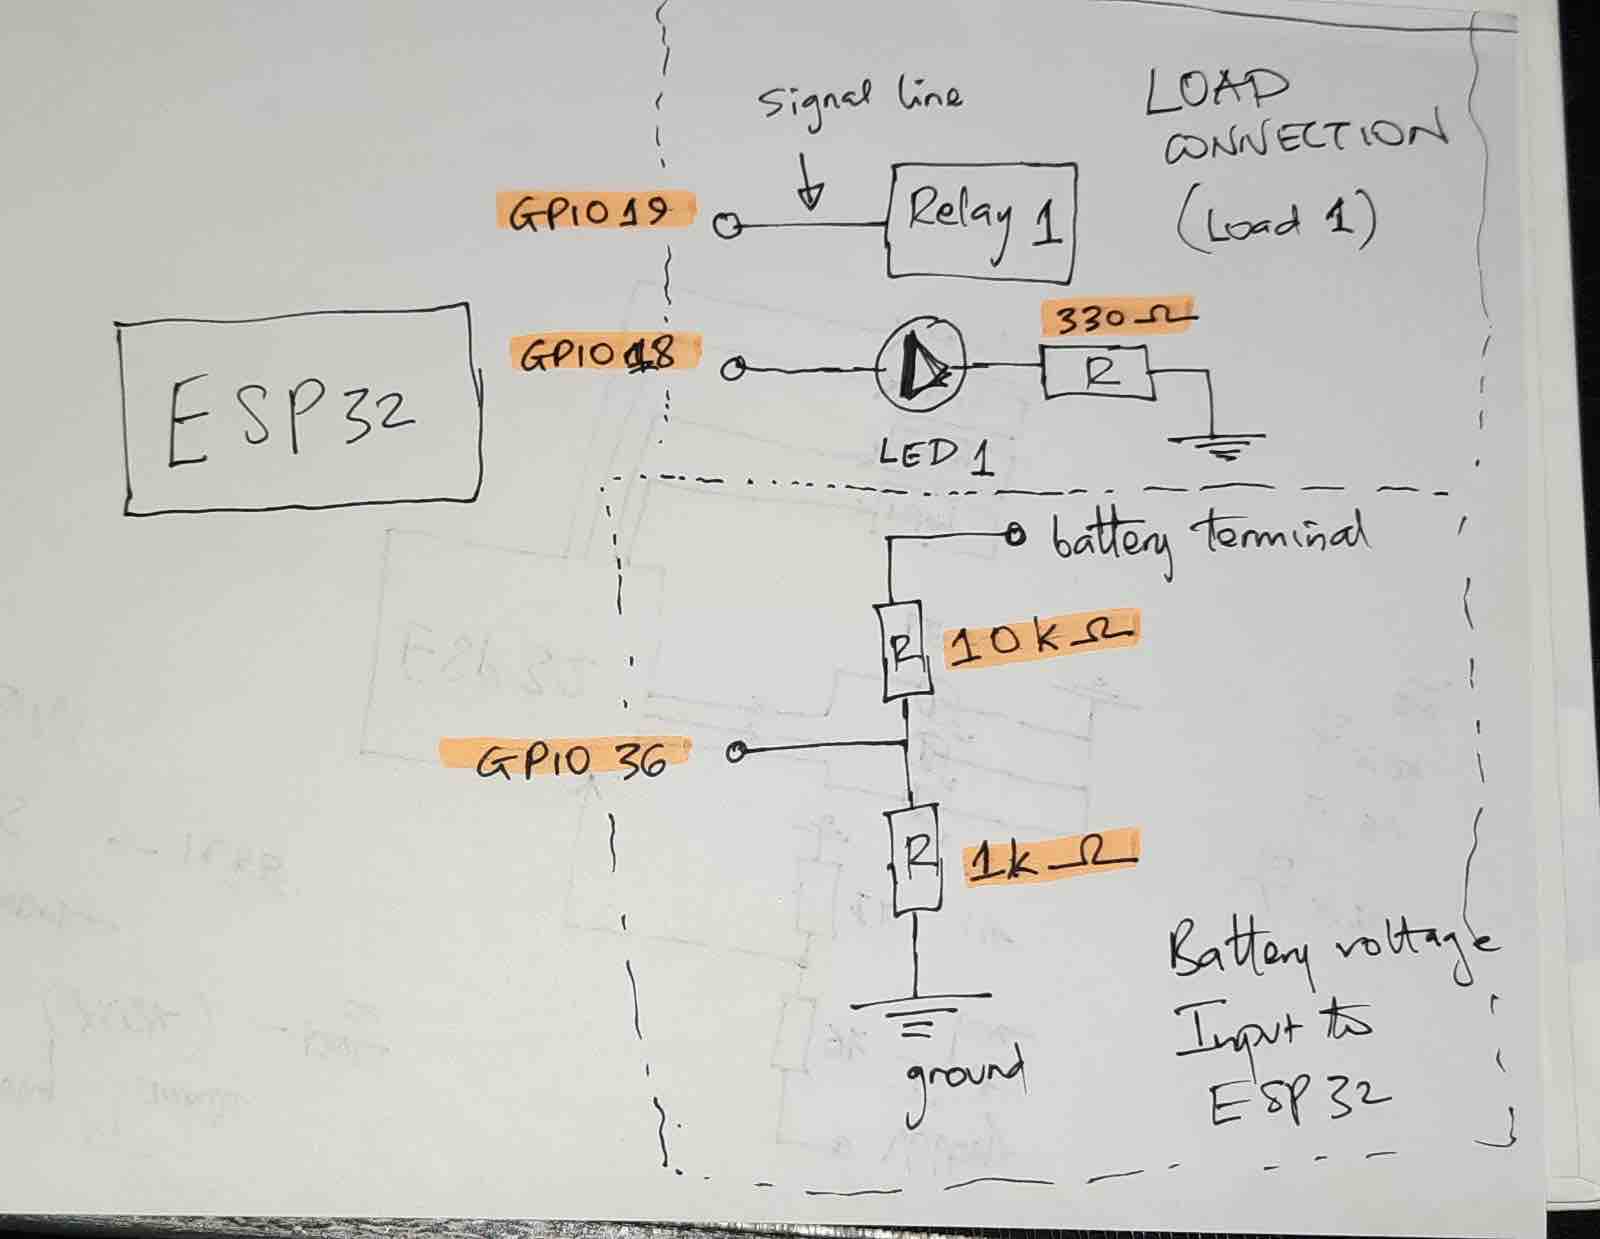 signal line
LOAD
CONNECTION
(Load 1)
GPIO 19
Relay 1
330 Ω
GPIO 18
R
ESP32
LED 1
battery terminal
R
10k Ω
GPIO 36
R
1k Ω
Battery voltage
Input to
ESP32
ground